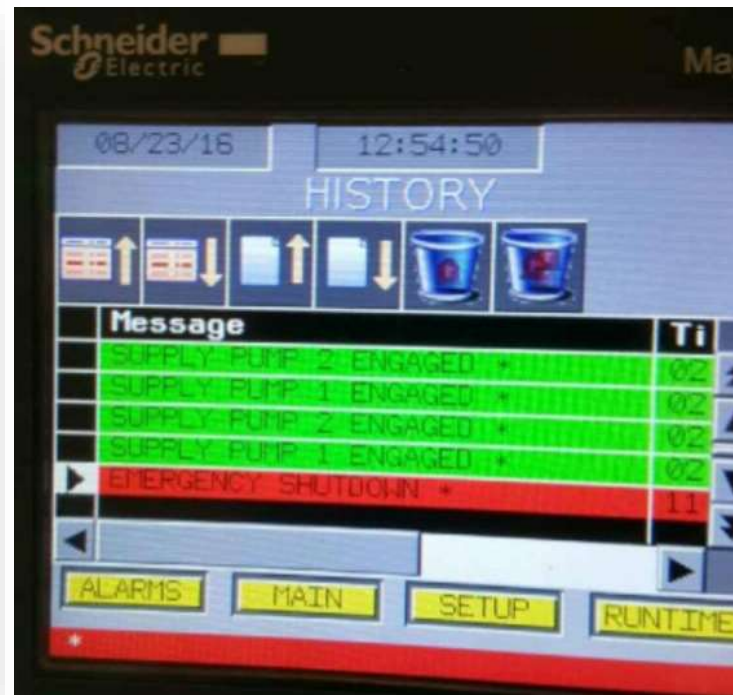 Schneider
Electric
Ma
08/23/16 12:54:50
HISTORY
Message Ti
SUPPLY PUMP 2 ENGAGED * 02
SUPPLY PUMP 1 ENGAGED * 02
SUPPLY PUMP 2 ENGAGED * 02
SUPPLY PUMP 1 ENGAGED * 02
EMERGENCY SHUTDOWN * 11
ALARMS MAIN SETUP RUNTIME
*